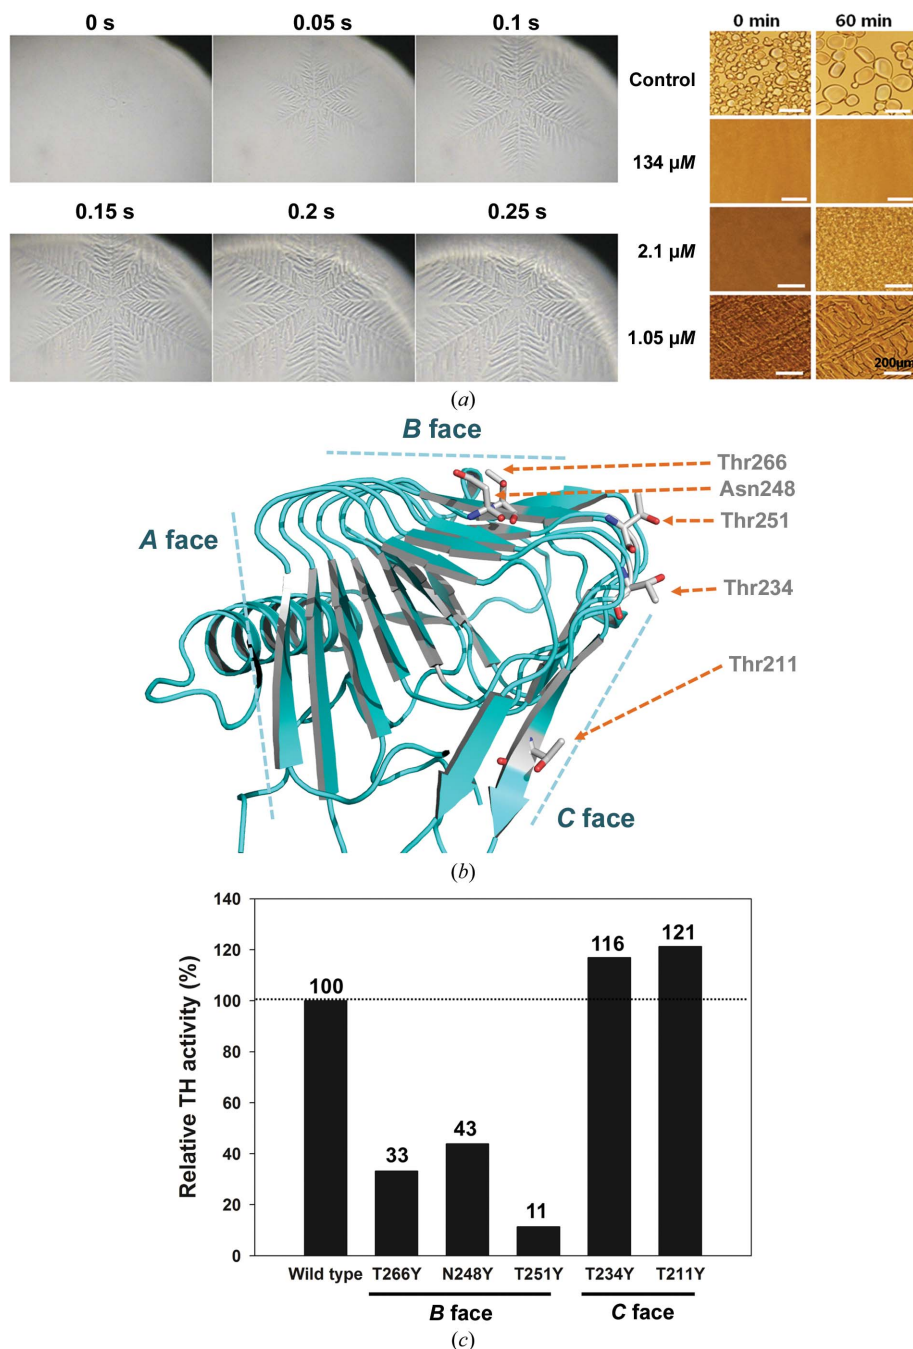 0 s 0.05 s 0.1 s
0 min 60 min
Control
134 µM
0.15 s 0.2 s 0.25 s
2.1 µM
1.05 µM
200µm
(a)
B face
Thr266
Asn248
Thr251
A face
Thr234
Thr211
C face
(b)
140
120
100
80
60
40
20
0
Relative TH activity (%)
100
33
43
11
116
121
Wild type T266Y N248Y T251Y T234Y T211Y
B face C face
(c)